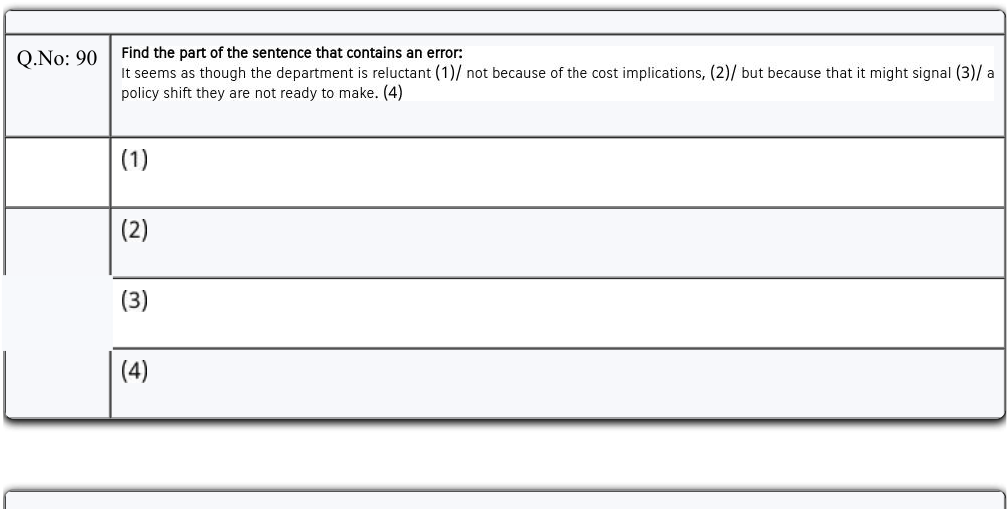 Q.No: 90
Find the part of the sentence that contains an error:
It seems as though the department is reluctant (1)/ not because of the cost implications, (2)/ but because that it might signal (3)/ a
policy shift they are not ready to make. (4)
(1)
(2)
(3)
(4)